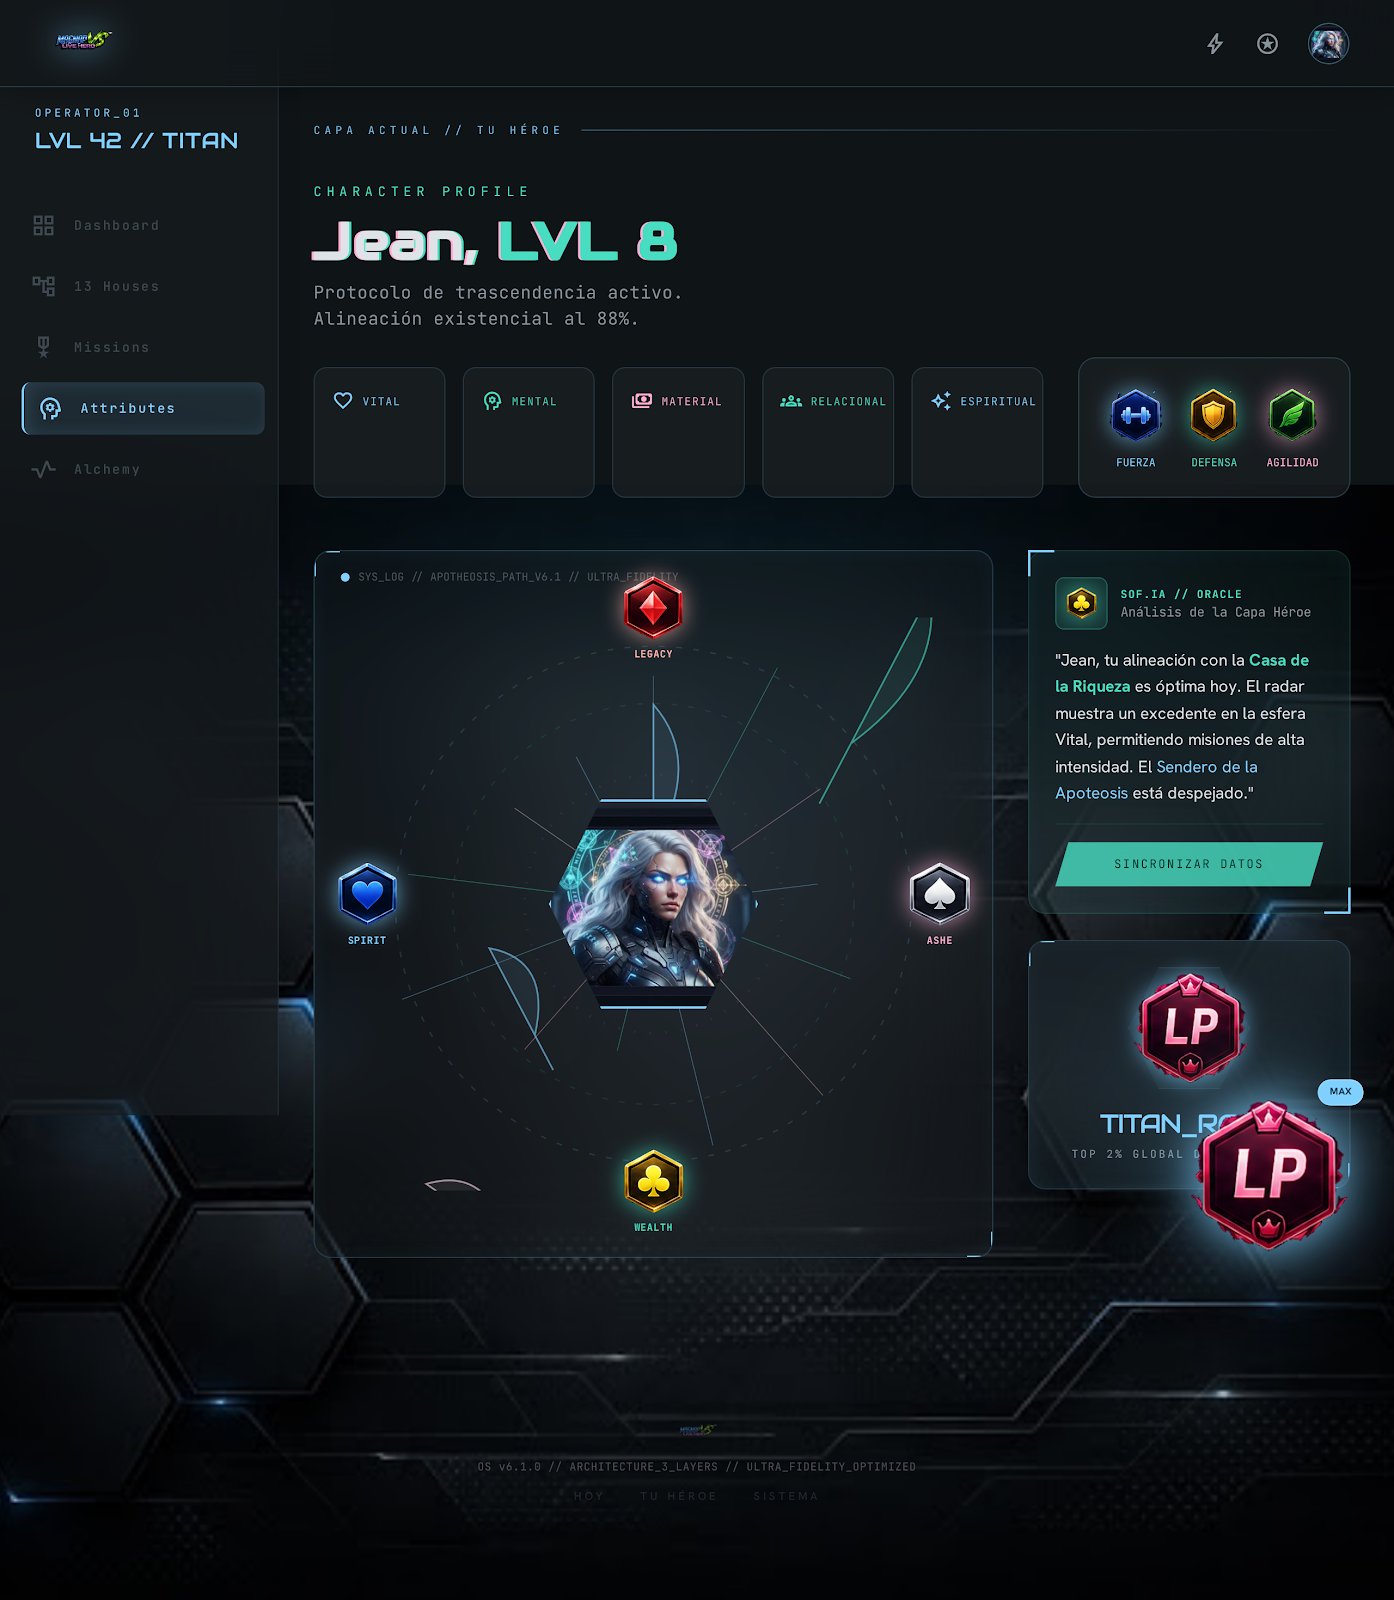 OPERATOR_01
LVL 42 // TITAN
Dashboard
13 Houses
Missions
Attributes
Alchemy
CAPA ACTUAL // TU HÉROE
CHARACTER PROFILE
Jean, LVL 8
Protocolo de trascendencia activo.
Alineación existencial al 88%.
VITAL
MENTAL
MATERIAL
RELACIONAL
ESPIRITUAL
FUERZA
DEFENSA
AGILIDAD
SYS_LOG // APOTHEOSIS_PATH_V6.1 // ULTRA_FIDELITY
LEGACY
SPIRIT
ASHE
WEALTH
SOF.IA // ORACLE
Análisis de la Capa Héroe
"Jean, tu alineación con la Casa de
la Riqueza es óptima hoy. El radar
muestra un excedente en la esfera
Vital, permitiendo misiones de alta
intensidad. El Sendero de la
Apoteosis está despejado."
SINCRONIZAR DATOS
LP
MAX
TITAN_R
TOP 2% GLOBAL
LP
OS v6.1.0 // ARCHITECTURE_3_LAYERS // ULTRA_FIDELITY_OPTIMIZED
HOY TU HÉROE SISTEMA